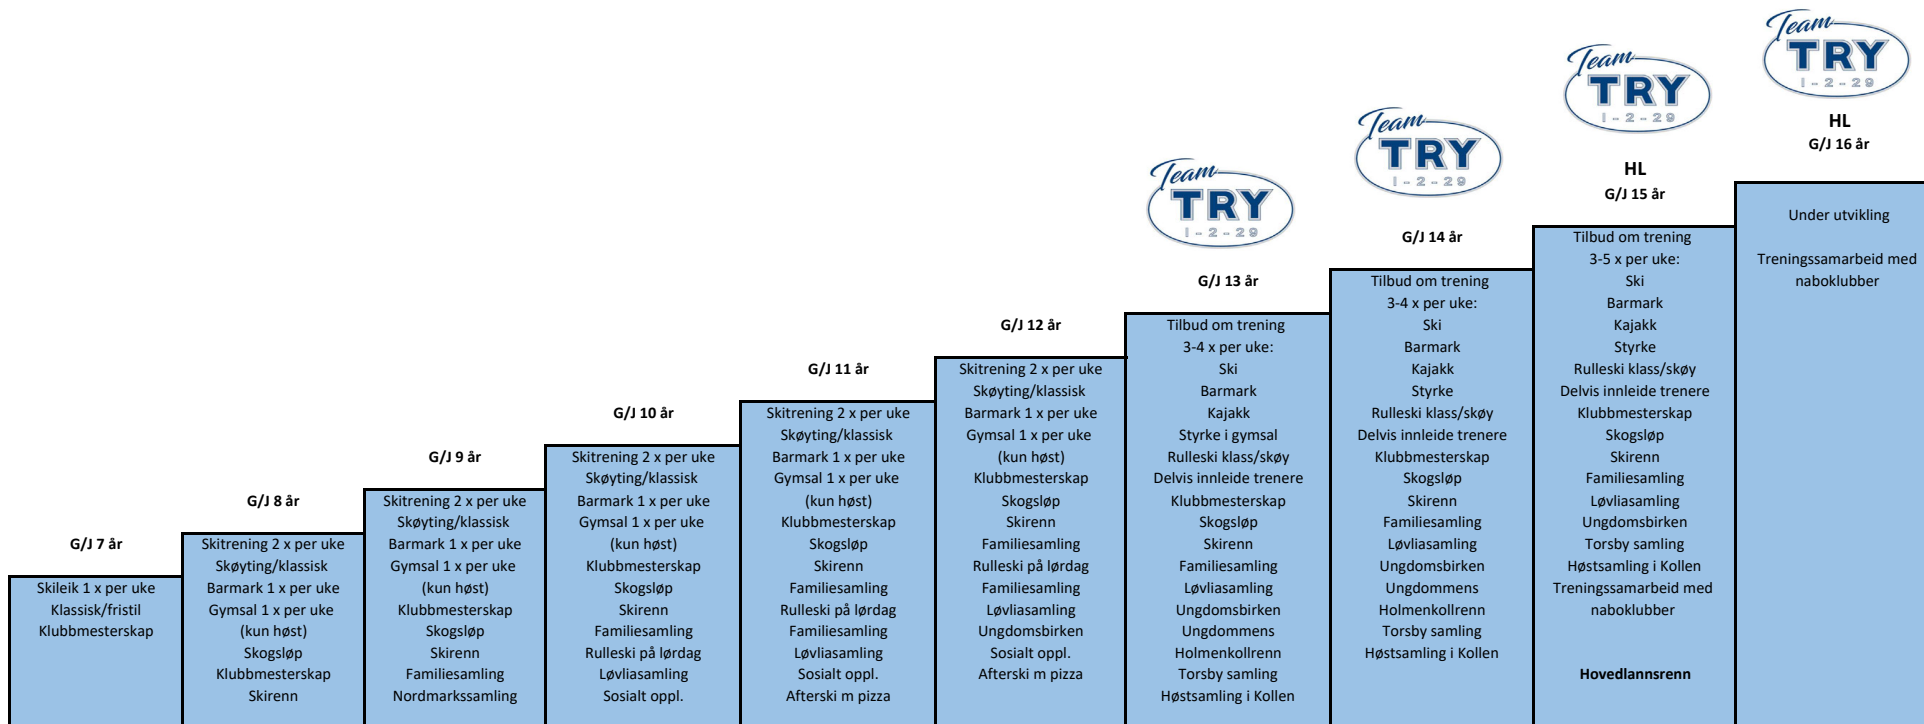 G/J 7 år
Skileik 1 x per uke
Klassisk/fristil
Klubbmesterskap
G/J 8 år
Skitrening 2 x per uke
Skøyting/klassisk
Barmark 1 x per uke
Gymsal 1 x per uke
(kun høst)
Skogsløp
Klubbmesterskap
Skirenn
G/J 9 år
Skitrening 2 x per uke
Skøyting/klassisk
Barmark 1 x per uke
Gymsal 1 x per uke
(kun høst)
Klubbmesterskap
Skogsløp
Skirenn
Familiesamling
Nordmarkssamling
G/J 10 år
Skitrening 2 x per uke
Skøyting/klassisk
Barmark 1 x per uke
Gymsal 1 x per uke
(kun høst)
Klubbmesterskap
Skogsløp
Skirenn
Familiesamling
Rulleski på lørdag
Løvliasamling
Sosialt oppl.
G/J 11 år
Skitrening 2 x per uke
Skøyting/klassisk
Barmark 1 x per uke
Gymsal 1 x per uke
(kun høst)
Klubbmesterskap
Skogsløp
Skirenn
Familiesamling
Rulleski på lørdag
Familiesamling
Løvliasamling
Sosialt oppl.
Afterski m pizza
G/J 12 år
Skitrening 2 x per uke
Skøyting/klassisk
Barmark 1 x per uke
Gymsal 1 x per uke
(kun høst)
Klubbmesterskap
Skogsløp
Skirenn
Familiesamling
Rulleski på lørdag
Familiesamling
Løvliasamling
Ungdomsbirken
Sosialt oppl.
Afterski m pizza
Team
TRY
1-2-29
G/J 13 år
Tilbud om trening
3-4 x per uke:
Ski
Barmark
Kajakk
Styrke i gymsal
Rulleski klass/skøy
Delvis innleide trenere
Klubbmesterskap
Skogsløp
Skirenn
Familiesamling
Løvliasamling
Ungdomsbirken
Ungdommens
Holmenkollrenn
Torsby samling
Høstsamling i Kollen
Team
TRY
1-2-29
G/J 14 år
Tilbud om trening
3-4 x per uke:
Ski
Barmark
Kajakk
Styrke
Rulleski klass/skøy
Delvis innleide trenere
Klubbmesterskap
Skogsløp
Skirenn
Familiesamling
Løvliasamling
Ungdomsbirken
Ungdommens
Holmenkollrenn
Torsby samling
Høstsamling i Kollen
Team
TRY
1-2-29
HL
G/J 15 år
Tilbud om trening
3-5 x per uke:
Ski
Barmark
Kajakk
Styrke
Rulleski klass/skøy
Delvis innleide trenere
Klubbmesterskap
Skogsløp
Skirenn
Familiesamling
Løvliasamling
Ungdomsbirken
Torsby samling
Høstsamling i Kollen
Treningssamarbeid med
naboklubber
Hovedlannsrenn
Team
TRY
1-2-29
HL
G/J 16 år
Under utvikling
Treningssamarbeid med
naboklubber